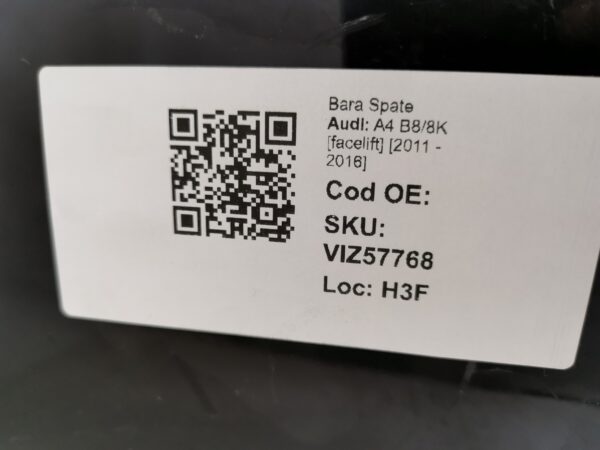 Bara Spate
Audi: A4 B8/8K
[facelift] [2011 -
2016]
Cod OE:
SKU:
VIZ57768
Loc: H3F